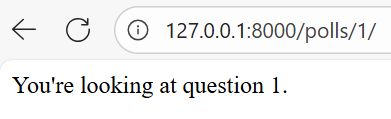 127.0.0.1:8000/polls/1/
You're looking at question 1.